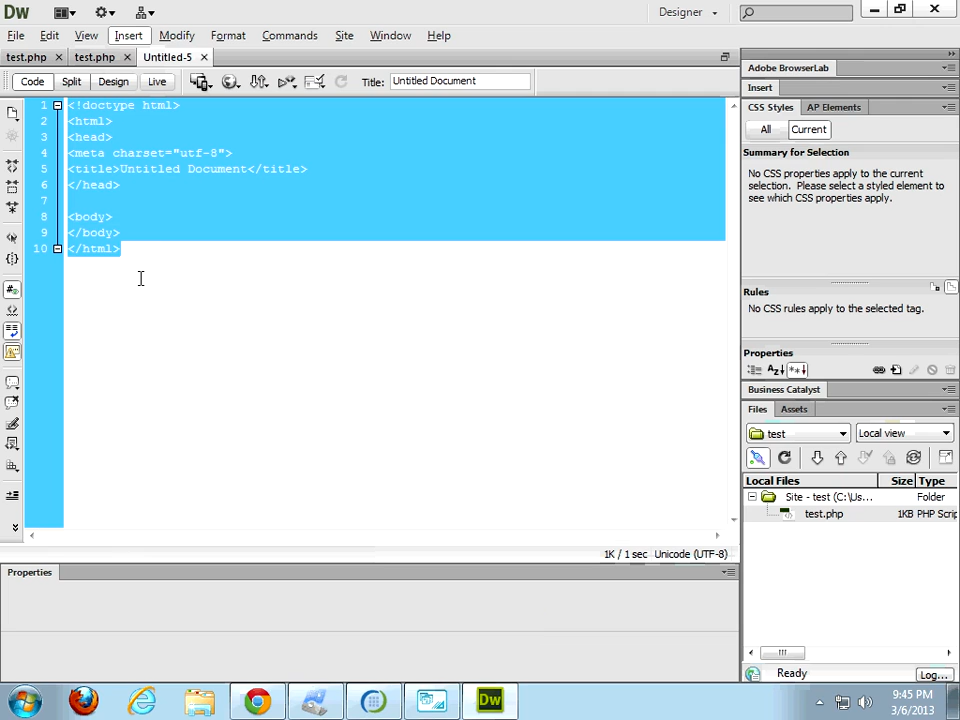 Dw
Designer
File Edit View Insert Modify Format Commands Site Window Help
test.php test.php Untitled-5
Code Split Design Live Title: Untitled Document
1 <!doctype html>
2 <html>
3 <head>
4 <meta charset="utf-8">
5 <title>Untitled Document</title>
6 </head>
7
8 <body>
9 </body>
10 </html>
1K / 1 sec Unicode (UTF-8)
Properties
Adobe BrowserLab
Insert
CSS Styles AP Elements
All Current
Summary for Selection
No CSS properties apply to the current
selection. Please select a styled element to
see which CSS properties apply.
Rules
No CSS rules apply to the selected tag.
Properties
Business Catalyst
Files Assets
test Local view
Local Files Size Type
Site - test (C:\Us... Folder
test.php 1KB PHP Scrip
Ready Log...
Dw
9:45 PM
3/6/2013